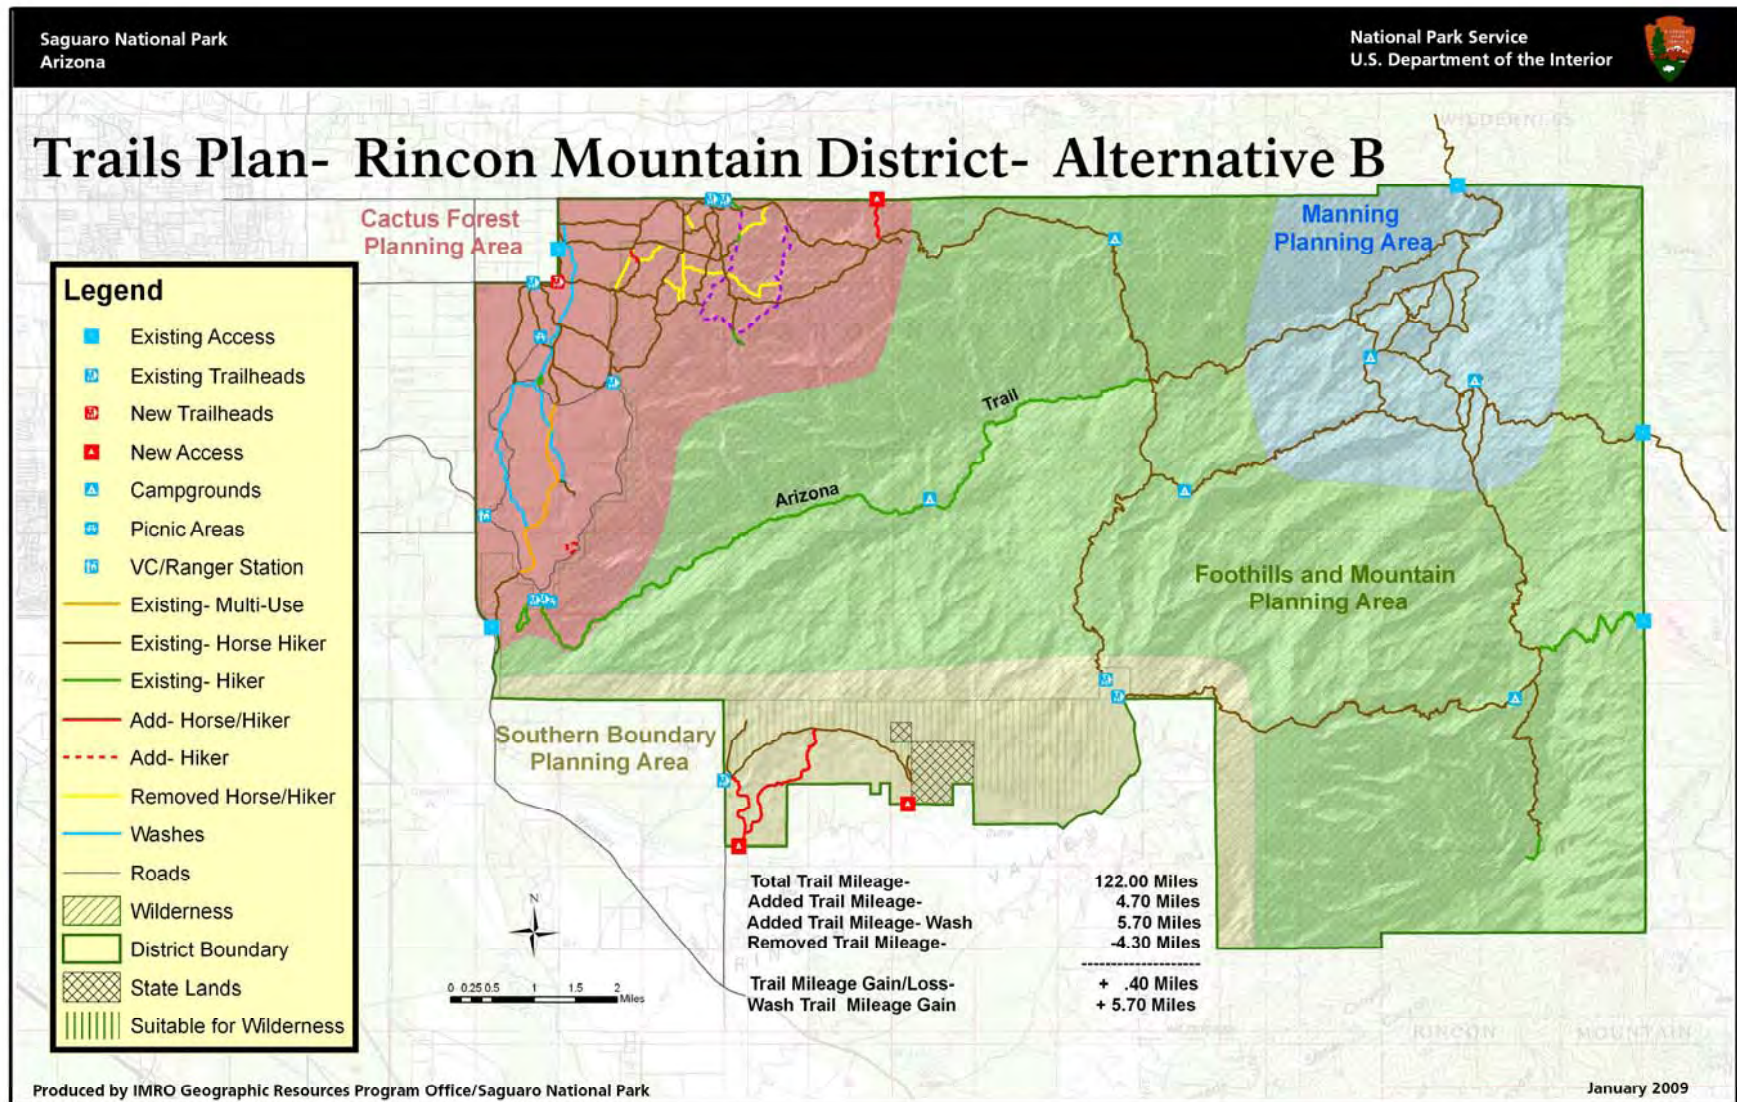 Saguaro National Park
Arizona
National Park Service
U.S. Department of the Interior
Trails Plan- Rincon Mountain District- Alternative B
WILDERNESS
Cactus Forest
Planning Area
Manning
Planning Area
Legend
Existing Access
Existing Trailheads
New Trailheads
New Access
Campgrounds
Picnic Areas
VC/Ranger Station
Existing- Multi-Use
Existing- Horse Hiker
Existing- Hiker
Add- Horse/Hiker
Add- Hiker
Removed Horse/Hiker
Washes
Roads
Wilderness
District Boundary
State Lands
Suitable for Wilderness
Trail
Arizona
Foothills and Mountain
Planning Area
Southern Boundary
Planning Area
VALLEY
RINCON
Total Trail Mileage- 122.00 Miles
Added Trail Mileage- 4.70 Miles
Added Trail Mileage- Wash 5.70 Miles
Removed Trail Mileage- -4.30 Miles
--------------------
Trail Mileage Gain/Loss- + .40 Miles
Wash Trail Mileage Gain + 5.70 Miles
N
0 0.25 0.5 1 1.5 2
Miles
RINCON MOUNTAIN
Produced by IMRO Geographic Resources Program Office/Saguaro National Park
January 2009